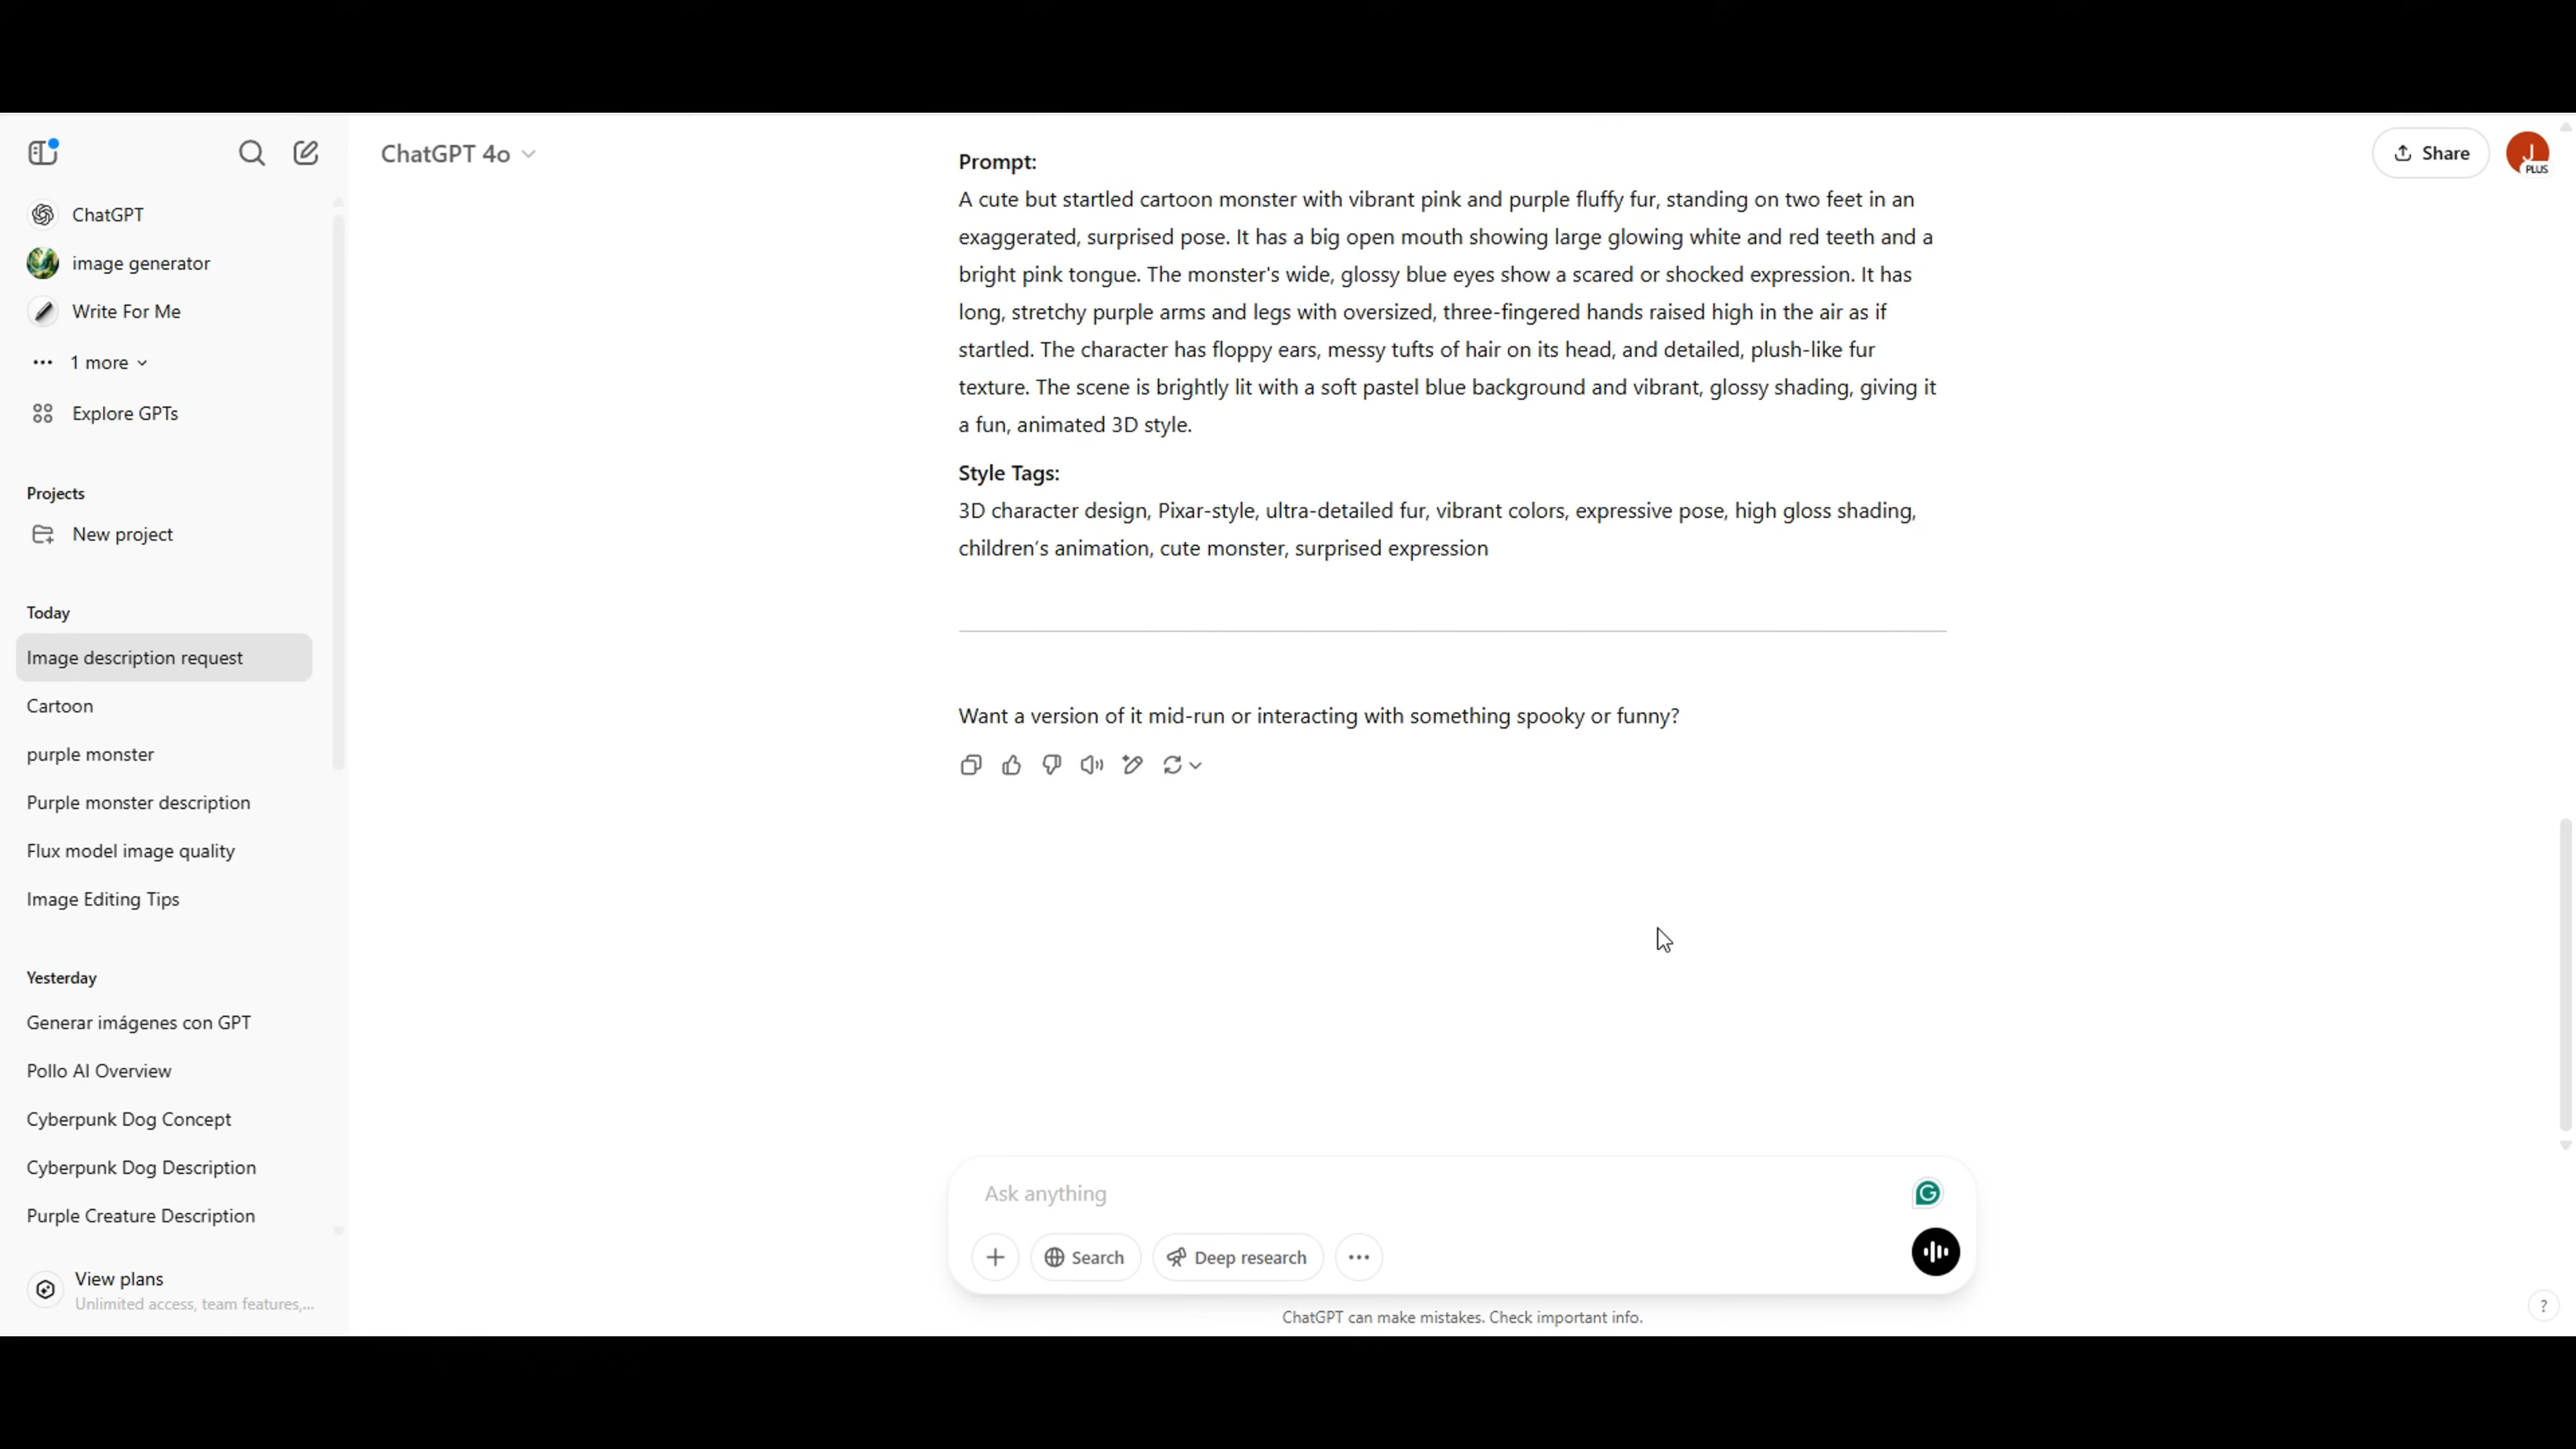 ChatGPT 4o
Share
J
PLUS
ChatGPT
image generator
Write For Me
1 more
Explore GPTs
Projects
New project
Today
Image description request
Cartoon
purple monster
Purple monster description
Flux model image quality
Image Editing Tips
Yesterday
Generar imágenes con GPT
Pollo AI Overview
Cyberpunk Dog Concept
Cyberpunk Dog Description
Purple Creature Description
View plans
Unlimited access, team features,...
Prompt:
A cute but startled cartoon monster with vibrant pink and purple fluffy fur, standing on two feet in an
exaggerated, surprised pose. It has a big open mouth showing large glowing white and red teeth and a
bright pink tongue. The monster's wide, glossy blue eyes show a scared or shocked expression. It has
long, stretchy purple arms and legs with oversized, three-fingered hands raised high in the air as if
startled. The character has floppy ears, messy tufts of hair on its head, and detailed, plush-like fur
texture. The scene is brightly lit with a soft pastel blue background and vibrant, glossy shading, giving it
a fun, animated 3D style.
Style Tags:
3D character design, Pixar-style, ultra-detailed fur, vibrant colors, expressive pose, high gloss shading,
children's animation, cute monster, surprised expression
Want a version of it mid-run or interacting with something spooky or funny?
Ask anything
Search
Deep research
ChatGPT can make mistakes. Check important info.
?